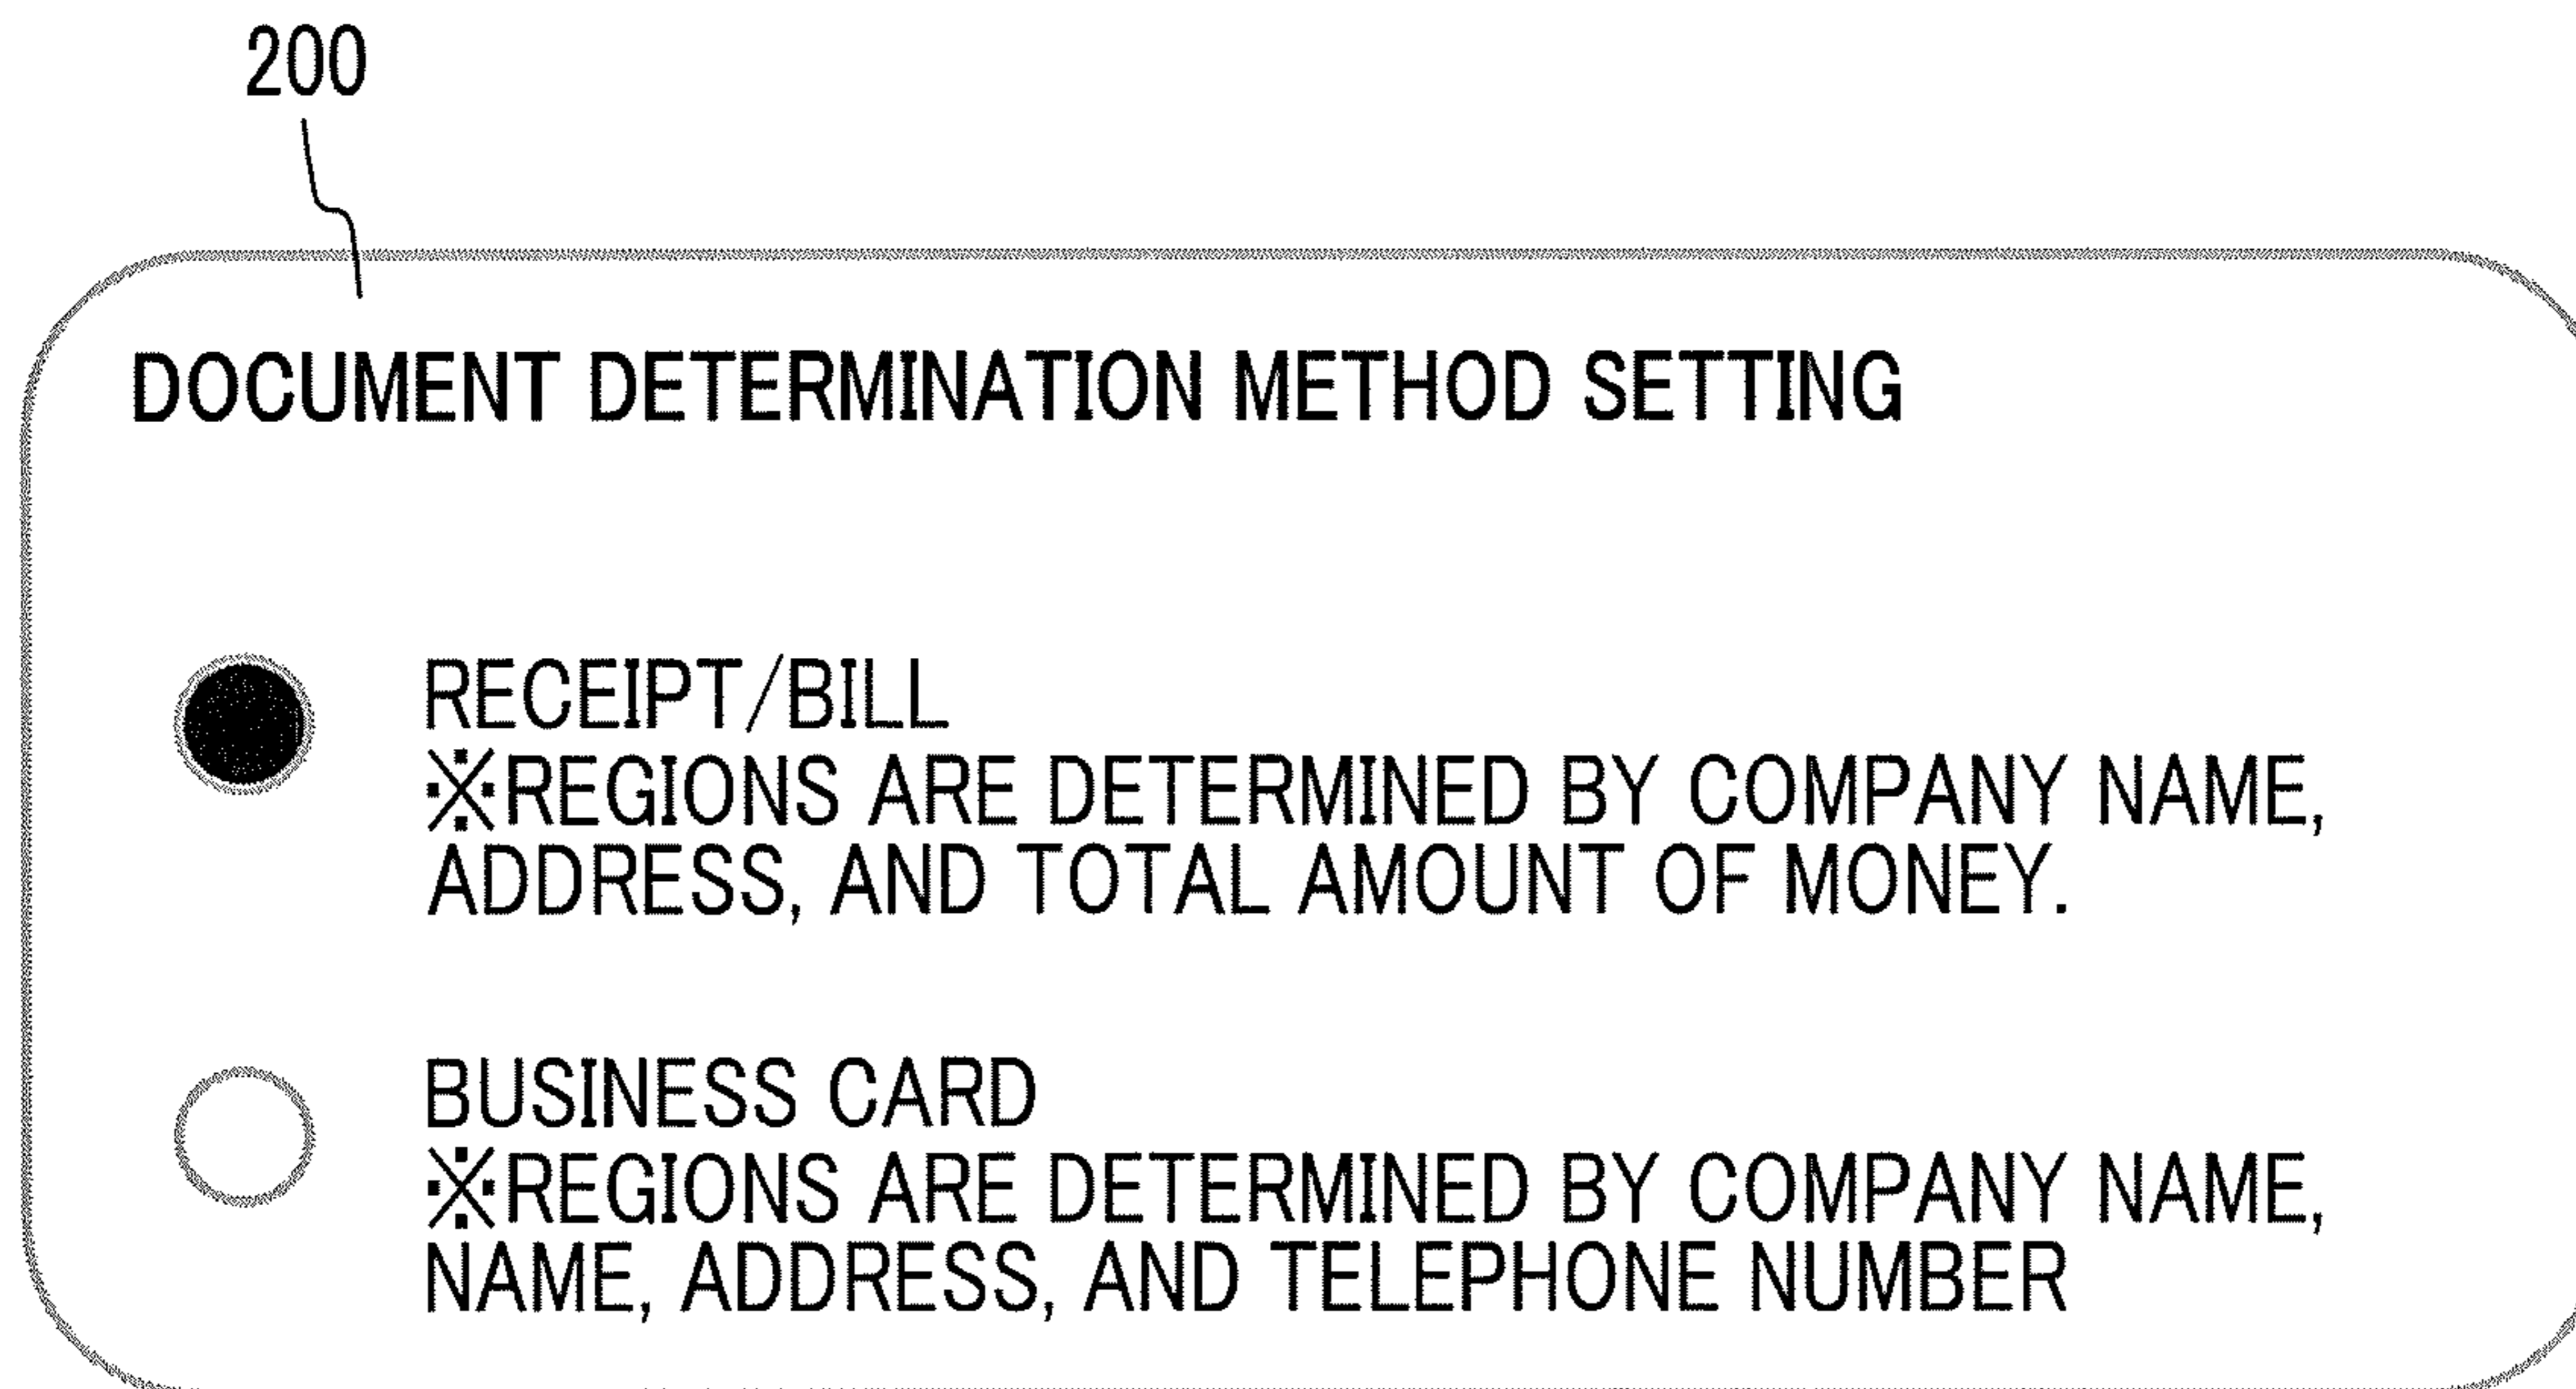 200
DOCUMENT DETERMINATION METHOD SETTING
RECEIPT/BILL
※REGIONS ARE DETERMINED BY COMPANY NAME,
ADDRESS, AND TOTAL AMOUNT OF MONEY.
BUSINESS CARD
※REGIONS ARE DETERMINED BY COMPANY NAME,
NAME, ADDRESS, AND TELEPHONE NUMBER